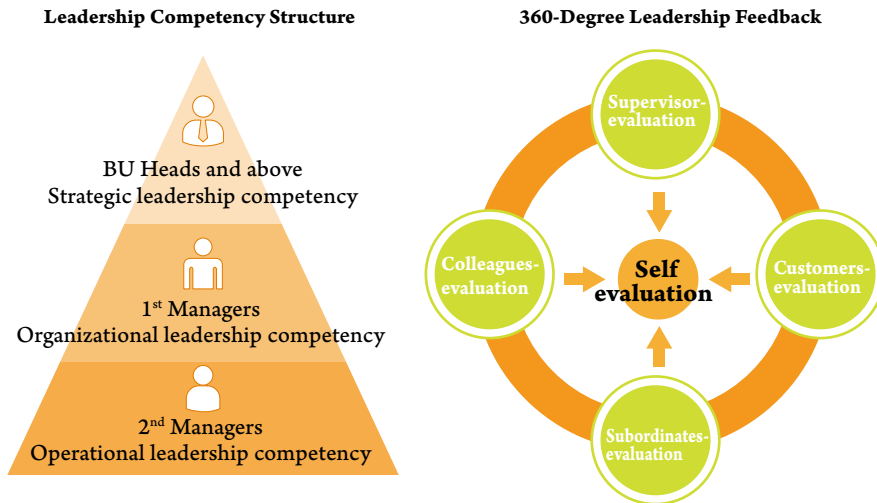 Leadership Competency Structure
BU Heads and above
Strategic leadership competency
1st Managers
Organizational leadership competency
2nd Managers
Operational leadership competency
360-Degree Leadership Feedback
Supervisor-
evaluation
Colleagues-
evaluation
Self
evaluation
Customers-
evaluation
Subordinates-
evaluation